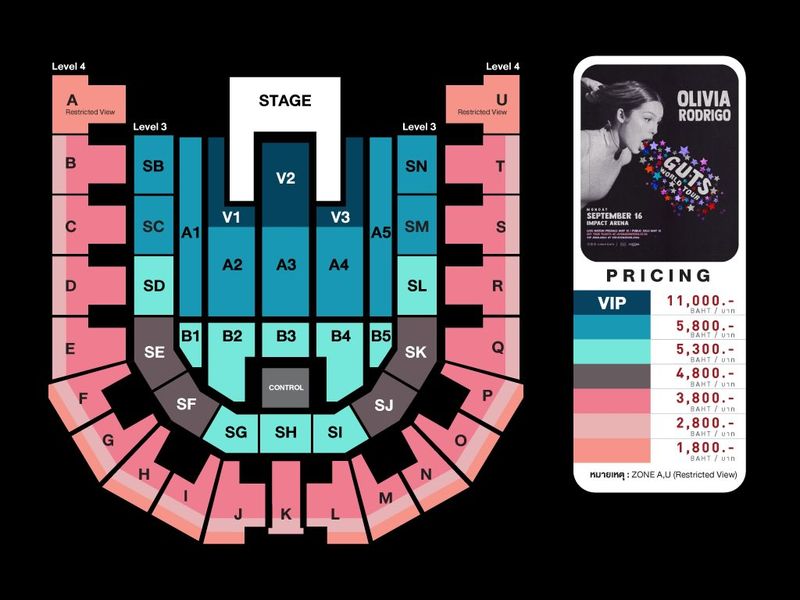 Level 4
Level 4
A
Restricted View
STAGE
U
Restricted View
Level 3
Level 3
B
SB
V2
SN
T
V1
V3
C
SC
A1
A5
SM
S
A2
A3
A4
D
SD
SL
R
B1
B2
B3
B4
B5
E
SE
SK
Q
CONTROL
F
SF
SJ
P
G
SG
SH
SI
O
H
N
I
M
J
K
L
OLIVIA
RODRIGO
GUTS
WORLD TOUR
MONDAY
SEPTEMBER 16
IMPACT ARENA
PRICING
VIP 11,000.-
BAHT / บาท
5,800.-
BAHT / บาท
5,300.-
BAHT / บาท
4,800.-
BAHT / บาท
3,800.-
BAHT / บาท
2,800.-
BAHT / บาท
1,800.-
BAHT / บาท
หมายเหตุ : ZONE A,U (Restricted View)